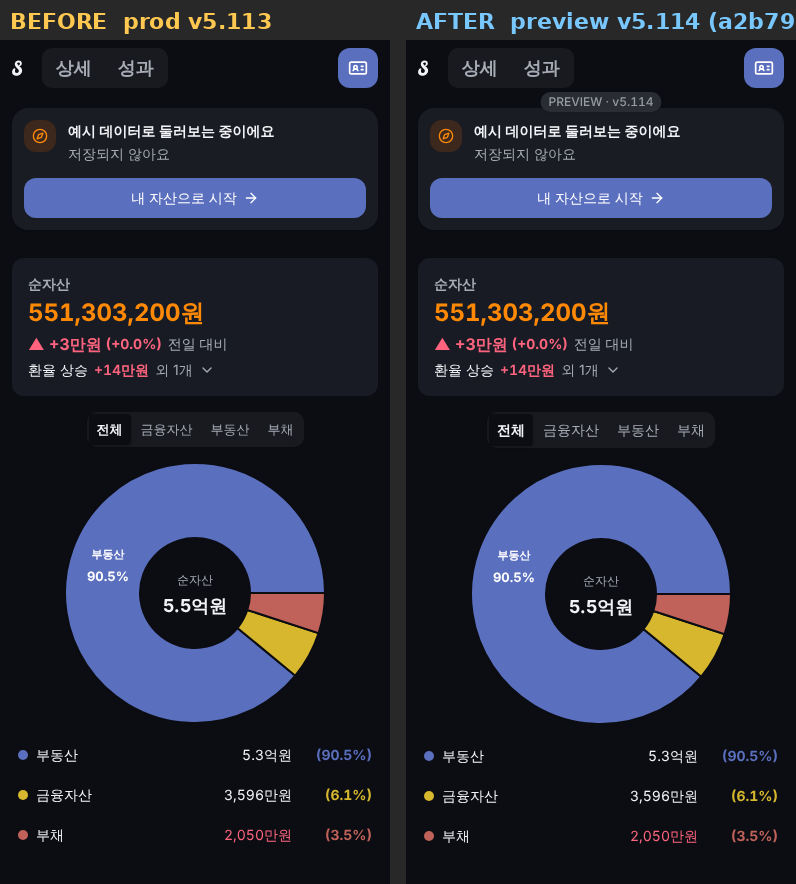 BEFORE prod v5.113
상세 성과
예시 데이터로 둘러보는 중이에요
저장되지 않아요
내 자산으로 시작 →
순자산
551,303,200원
▲ +3만원 (+0.0%) 전일 대비
환율 상승 +14만원 외 1개
전체 금융자산 부동산 부채
부동산
90.5%
순자산
5.5억원
부동산 5.3억원 (90.5%)
금융자산 3,596만원 (6.1%)
부채 2,050만원 (3.5%)
AFTER preview v5.114 (a2b79
상세 성과
PREVIEW · v5.114
예시 데이터로 둘러보는 중이에요
저장되지 않아요
내 자산으로 시작 →
순자산
551,303,200원
▲ +3만원 (+0.0%) 전일 대비
환율 상승 +14만원 외 1개
전체 금융자산 부동산 부채
부동산
90.5%
순자산
5.5억원
부동산 5.3억원 (90.5%)
금융자산 3,596만원 (6.1%)
부채 2,050만원 (3.5%)